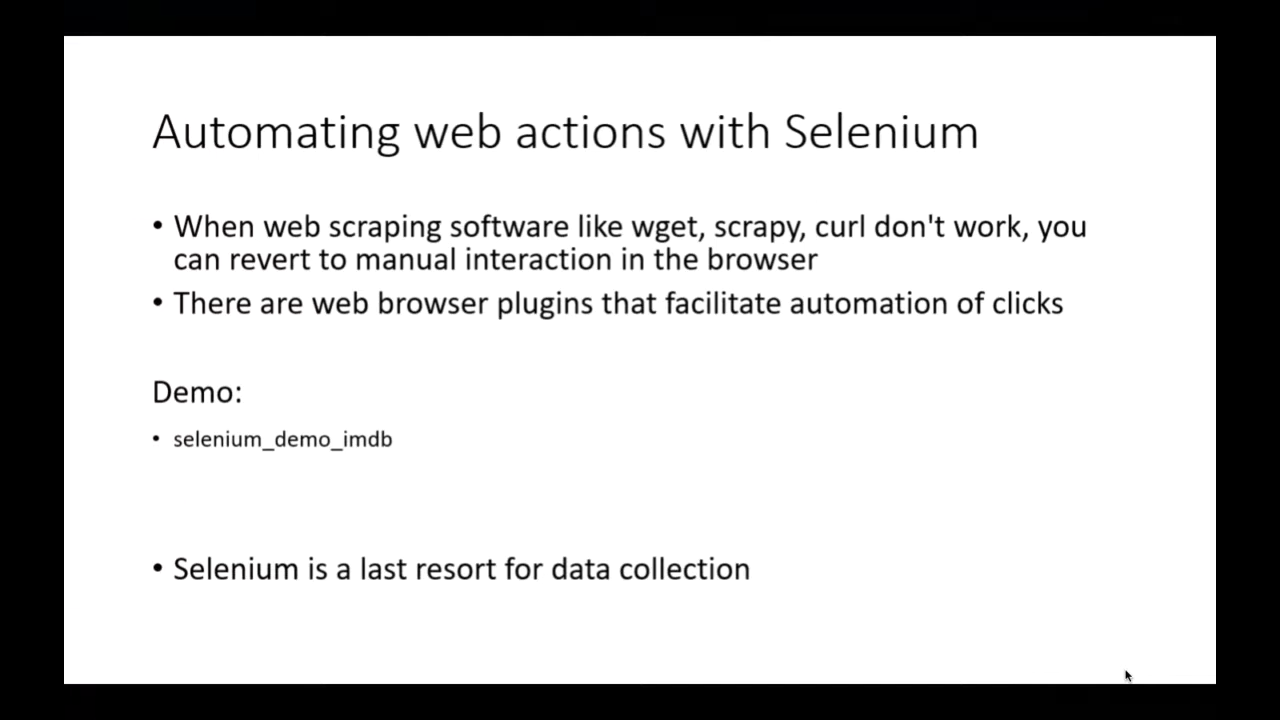 Automating web actions with Selenium
• When web scraping software like wget, scrapy, curl don't work, you
can revert to manual interaction in the browser
• There are web browser plugins that facilitate automation of clicks
Demo:
• selenium_demo_imdb
• Selenium is a last resort for data collection